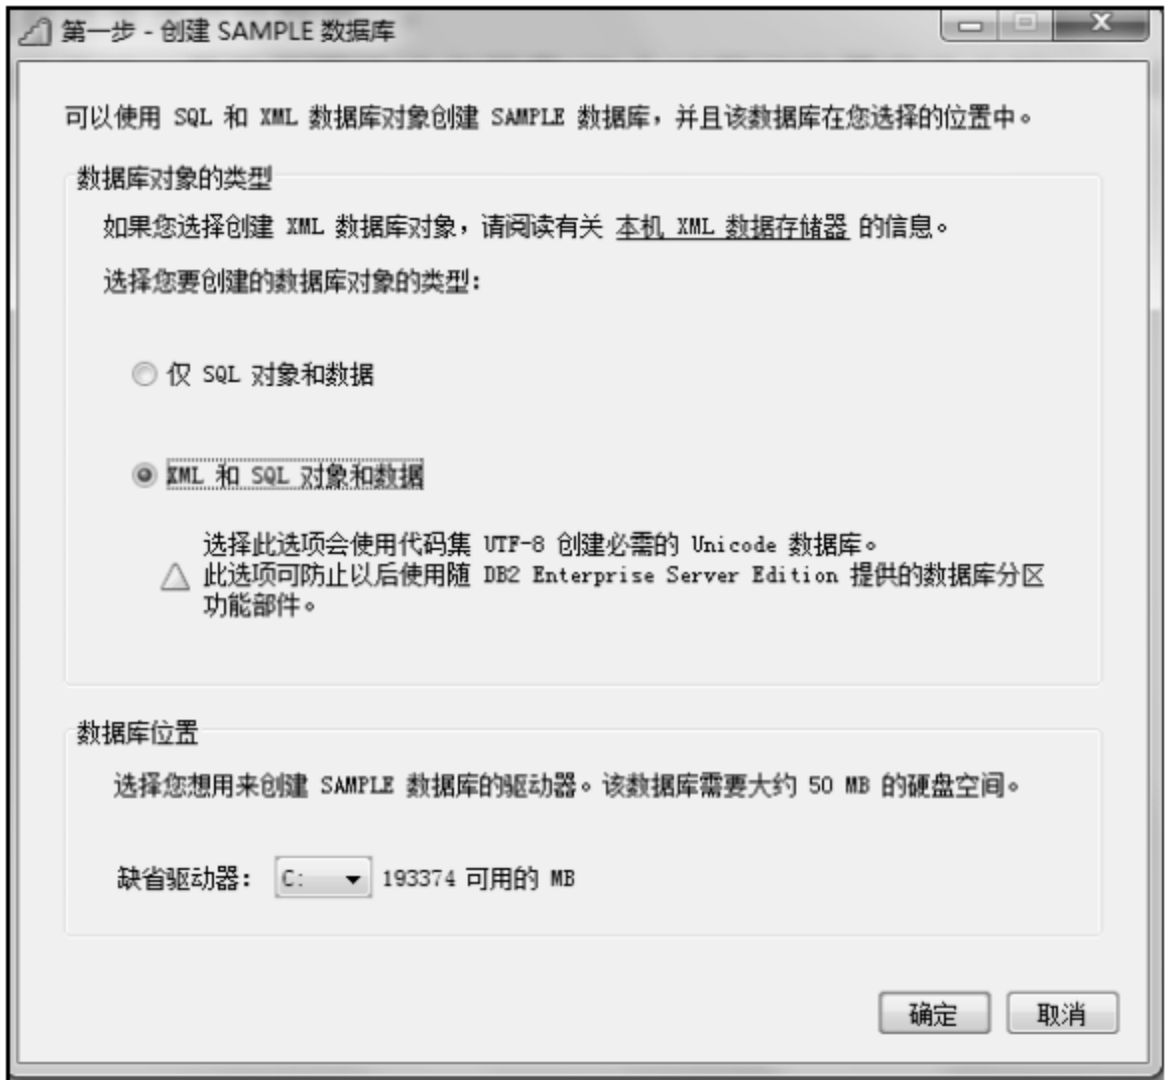 第一步 - 创建 SAMPLE 数据库
可以使用 SQL 和 XML 数据库对象创建 SAMPLE 数据库，并且该数据库在您选择的位置中。
数据库对象的类型
如果您选择创建 XML 数据库对象，请阅读有关 本机 XML 数据存储器 的信息。
选择您要创建的数据库对象的类型：
仅 SQL 对象和数据
XML 和 SQL 对象和数据
选择此选项会使用代码集 UTF-8 创建必需的 Unicode 数据库。
此选项可防止以后使用随 DB2 Enterprise Server Edition 提供的数据库分区
功能部件。
数据库位置
选择您想用来创建 SAMPLE 数据库的驱动器。该数据库需要大约 50 MB 的硬盘空间。
缺省驱动器： C: 193374 可用的 MB
确定 取消